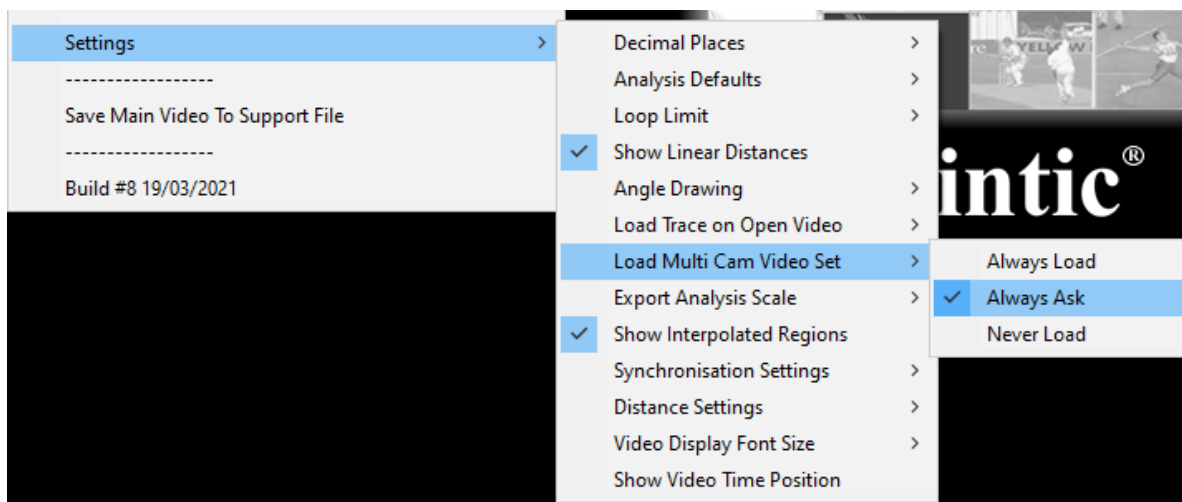 Settings
------------------
Save Main Video To Support File
------------------
Build #8 19/03/2021
Decimal Places
Analysis Defaults
Loop Limit
Show Linear Distances
Angle Drawing
Load Trace on Open Video
Load Multi Cam Video Set
Export Analysis Scale
Show Interpolated Regions
Synchronisation Settings
Distance Settings
Video Display Font Size
Show Video Time Position
Always Load
Always Ask
Never Load
YELLOW
intic®